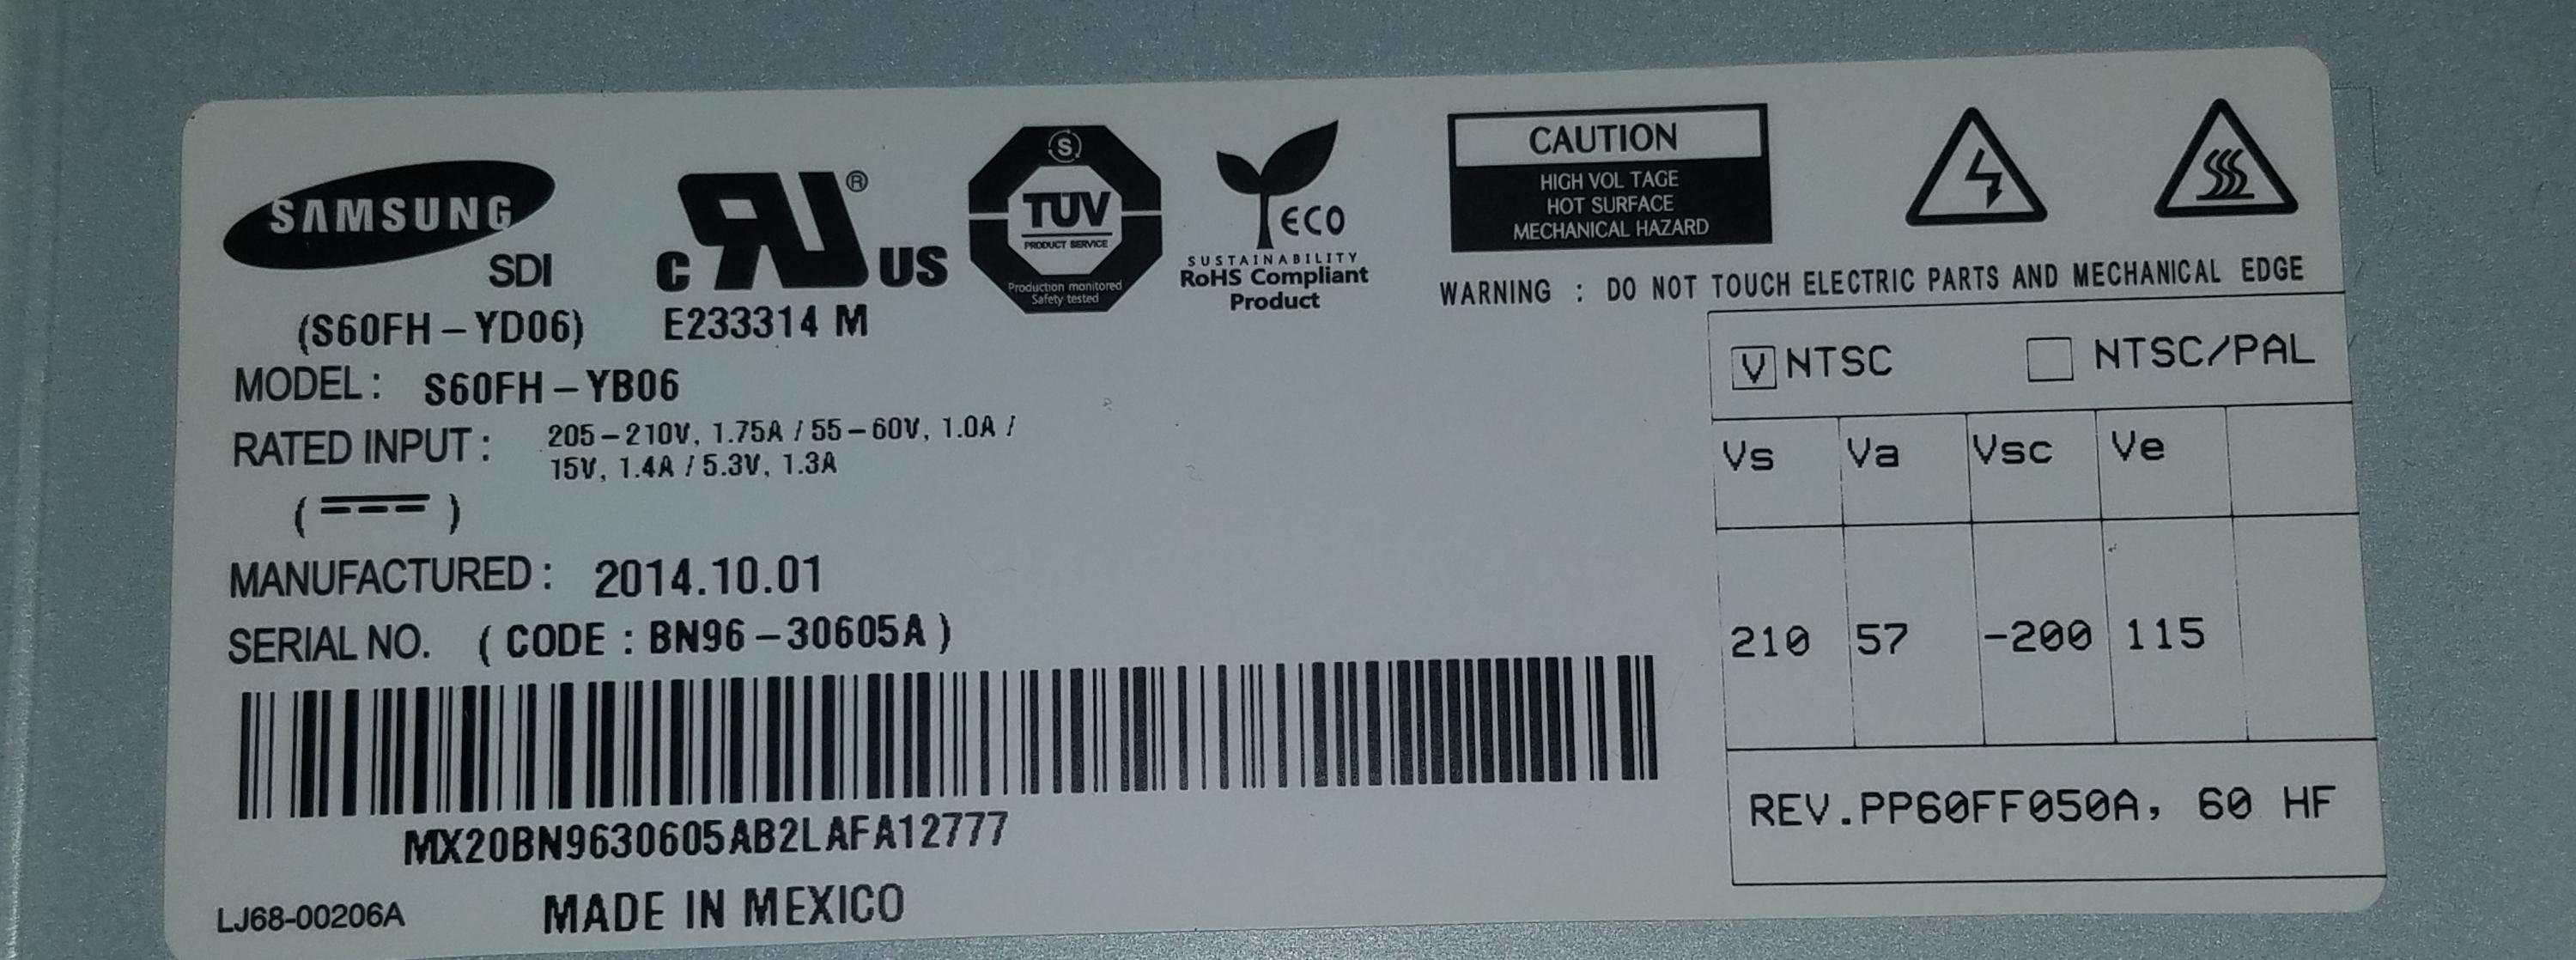 SAMSUNG
SDI
(S60FH-YD06)
c RU ® US
E233314 M
S
TUV
PRODUCT SERVICE
Production monitored
Safety tested
ECO
SUSTAINABILITY
RoHS Compliant
Product
CAUTION
HIGH VOL TAGE
HOT SURFACE
MECHANICAL HAZARD
WARNING : DO NOT TOUCH ELECTRIC PARTS AND MECHANICAL EDGE
MODEL : S60FH-YB06
RATED INPUT : 205-210V, 1.75A / 55-60V, 1.0A /
15V, 1.4A / 5.3V, 1.3A
MANUFACTURED : 2014.10.01
SERIAL NO. ( CODE : BN96-30605A )
MX20BN9630605AB2LAFA12777
LJ68-00206A MADE IN MEXICO
V NTSC NTSC/PAL
Vs Va Vsc Ve
210 57 -200 115
REV.PP60FF050A, 60 HF